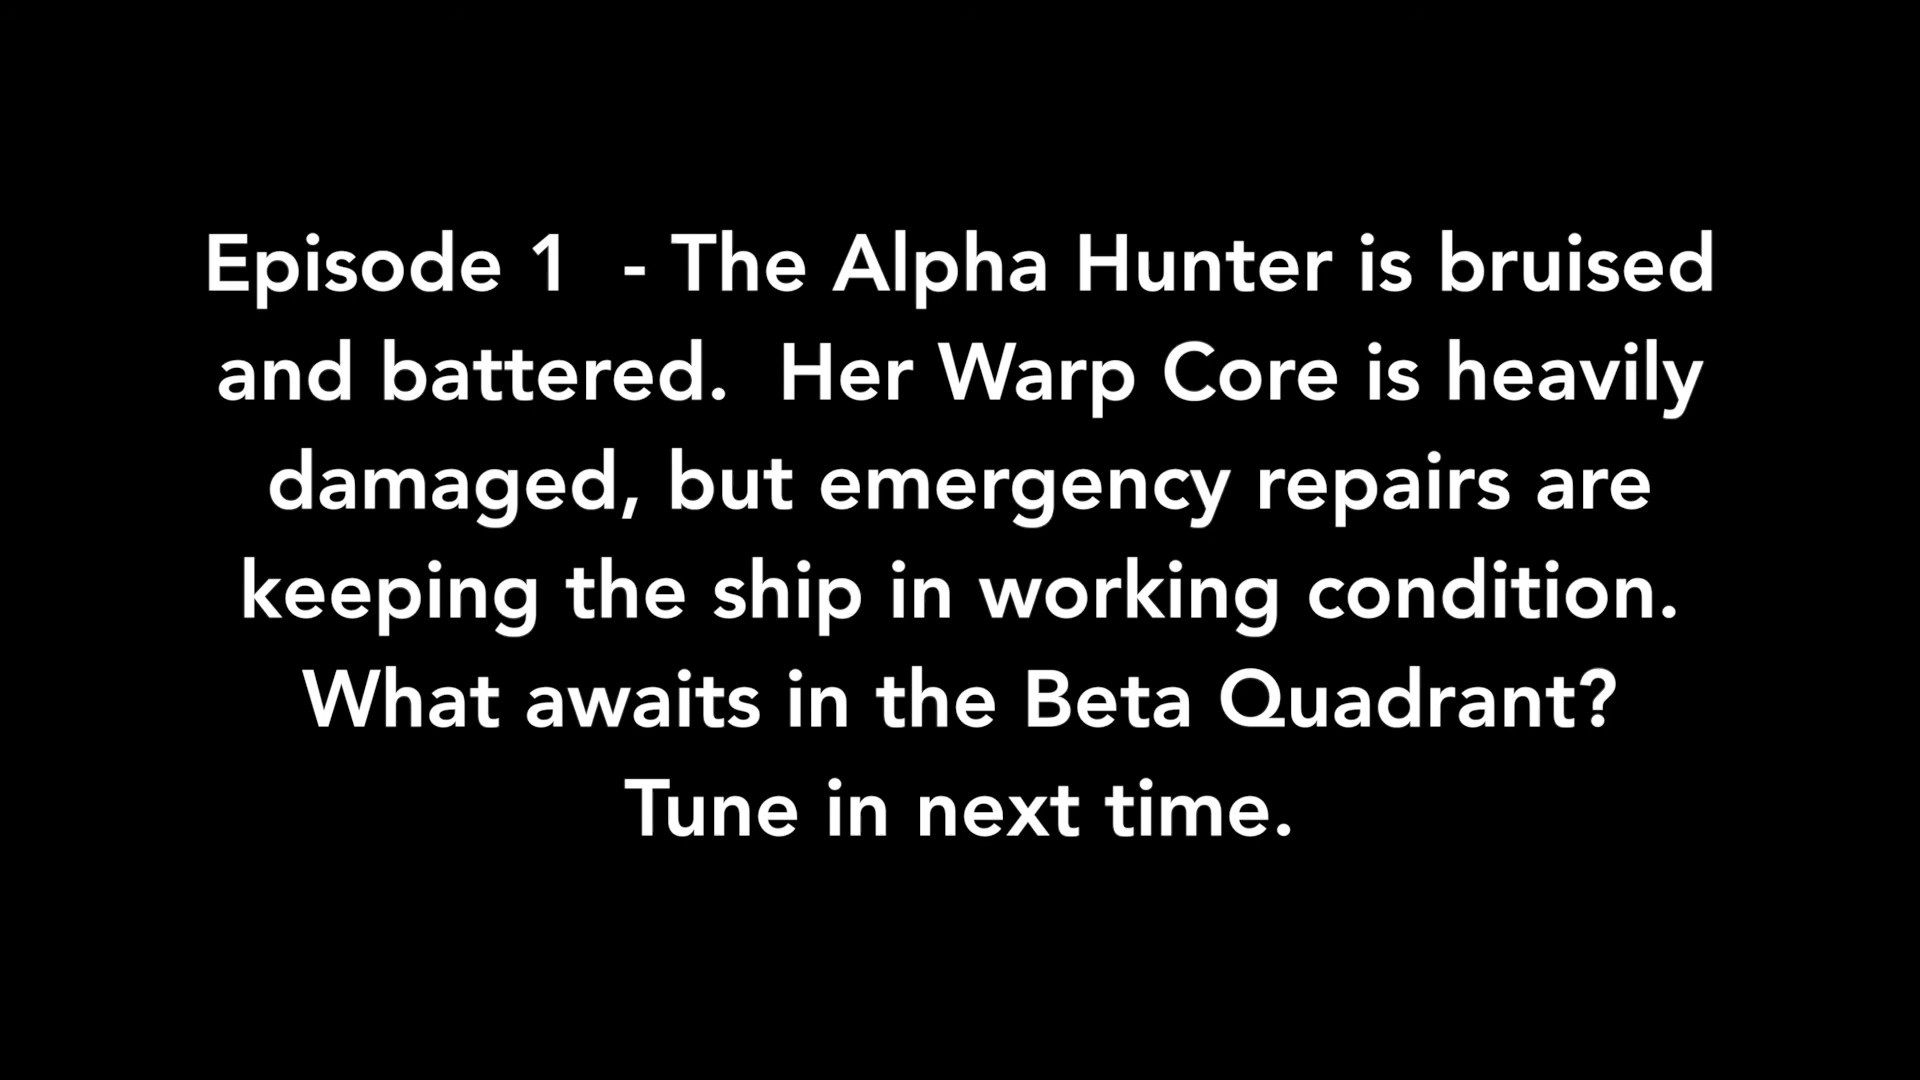 Episode 1  - The Alpha Hunter is bruised
and battered.  Her Warp Core is heavily
damaged, but emergency repairs are
keeping the ship in working condition.
What awaits in the Beta Quadrant?
Tune in next time.